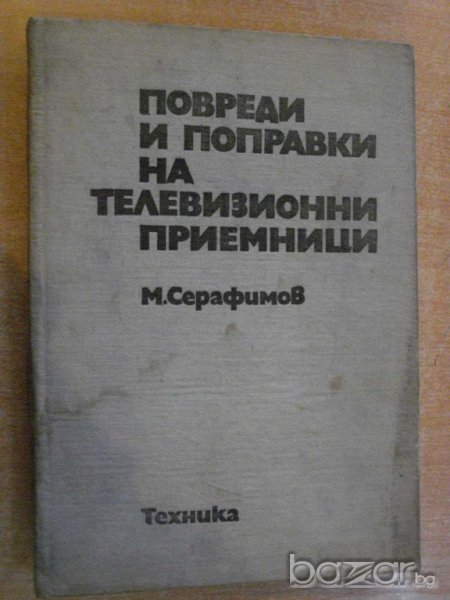 ПОВРЕДИ
И ПОПРАВКИ
НА
ТЕЛЕВИЗИОННИ
ПРИЕМНИЦИ
М.Серафимов
Техника
bazar.bg